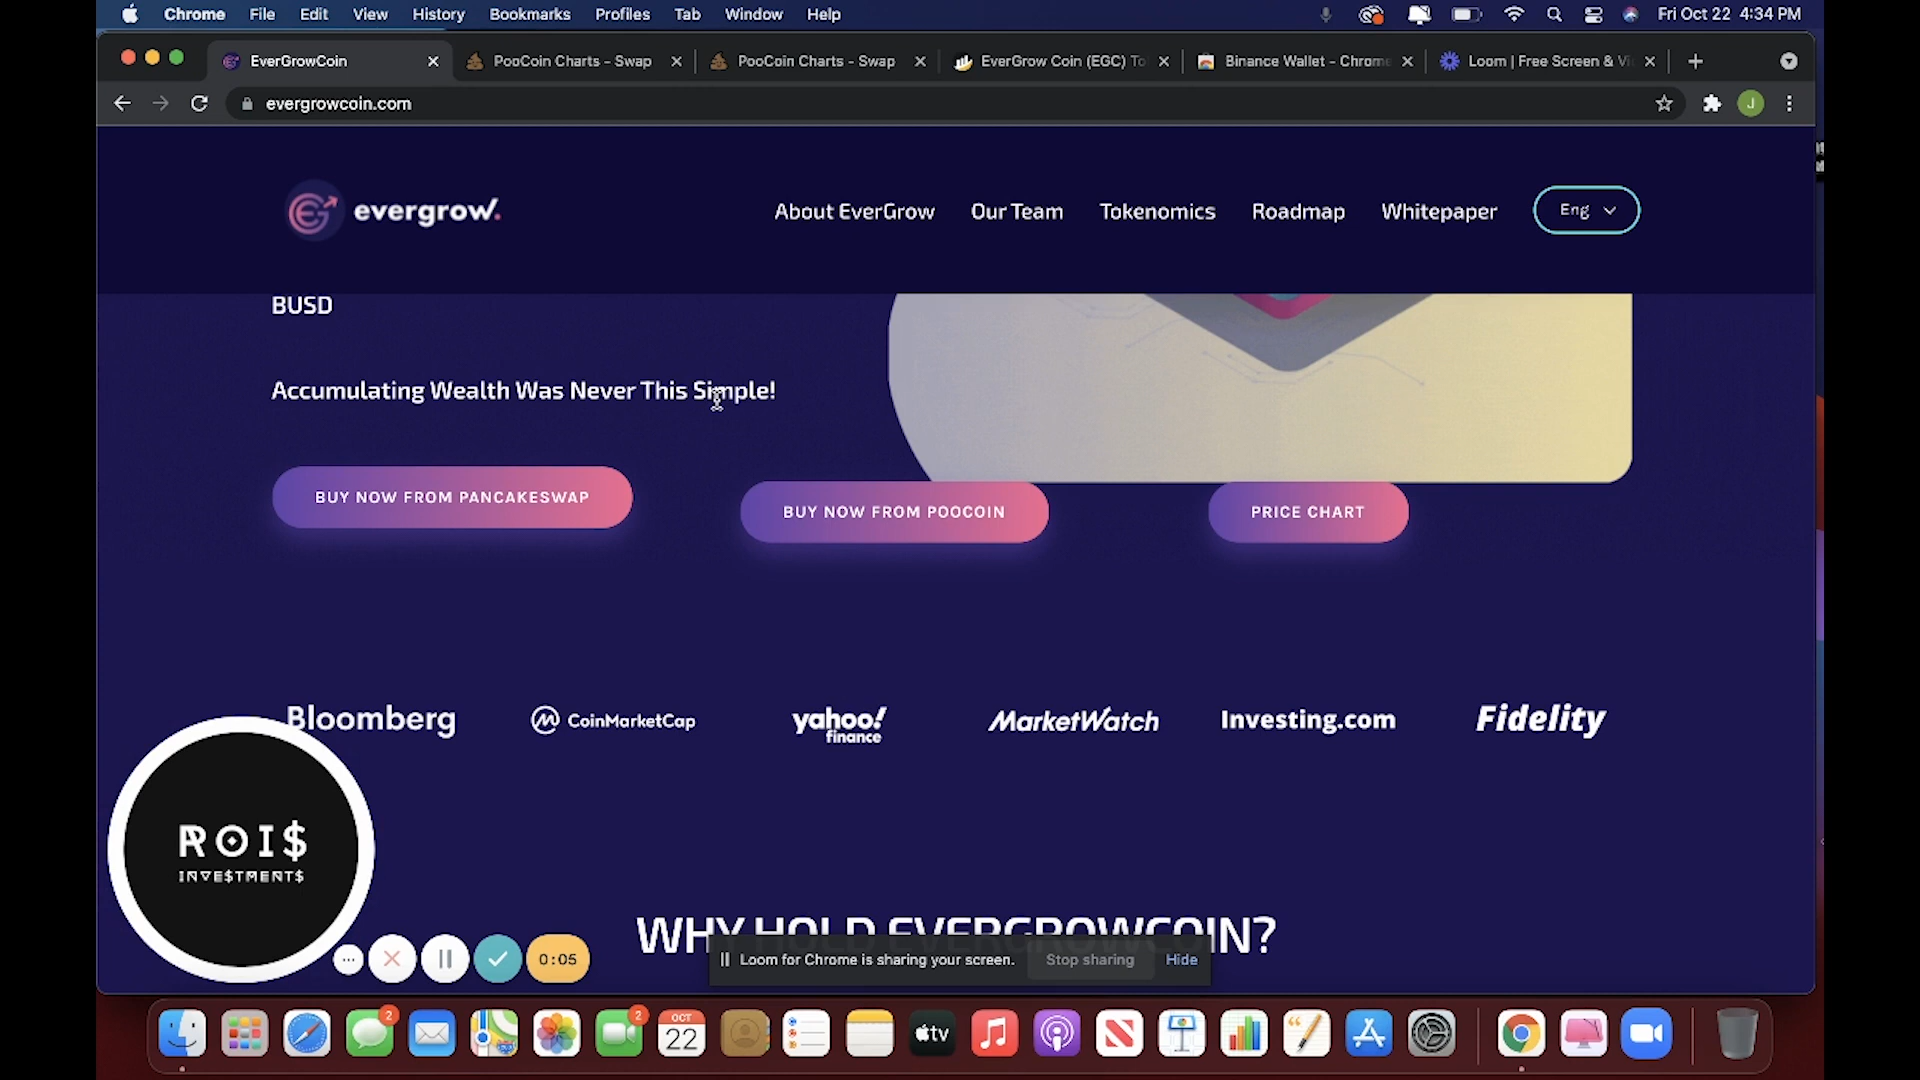 Chrome File Edit View History Bookmarks Profiles Tab Window Help Fri Oct 22 4:34 PM
EverGrowCoin PooCoin Charts - Swap PooCoin Charts - Swap EverGrow Coin (EGC) To Binance Wallet - Chrome Loom | Free Screen & Vi
evergrowcoin.com J
evergrow. About EverGrow Our Team Tokenomics Roadmap Whitepaper Eng
BUSD
Accumulating Wealth Was Never This Simple!
BUY NOW FROM PANCAKESWAP
BUY NOW FROM POOCOIN PRICE CHART
Bloomberg CoinMarketCap yahoo! finance MarketWatch Investing.com Fidelity
ROI$
INVE$TMENT$
WHY HOLD EVERGROWCOIN?
0:05
Loom for Chrome is sharing your screen. Stop sharing Hide
2 2 OCT
22 tv